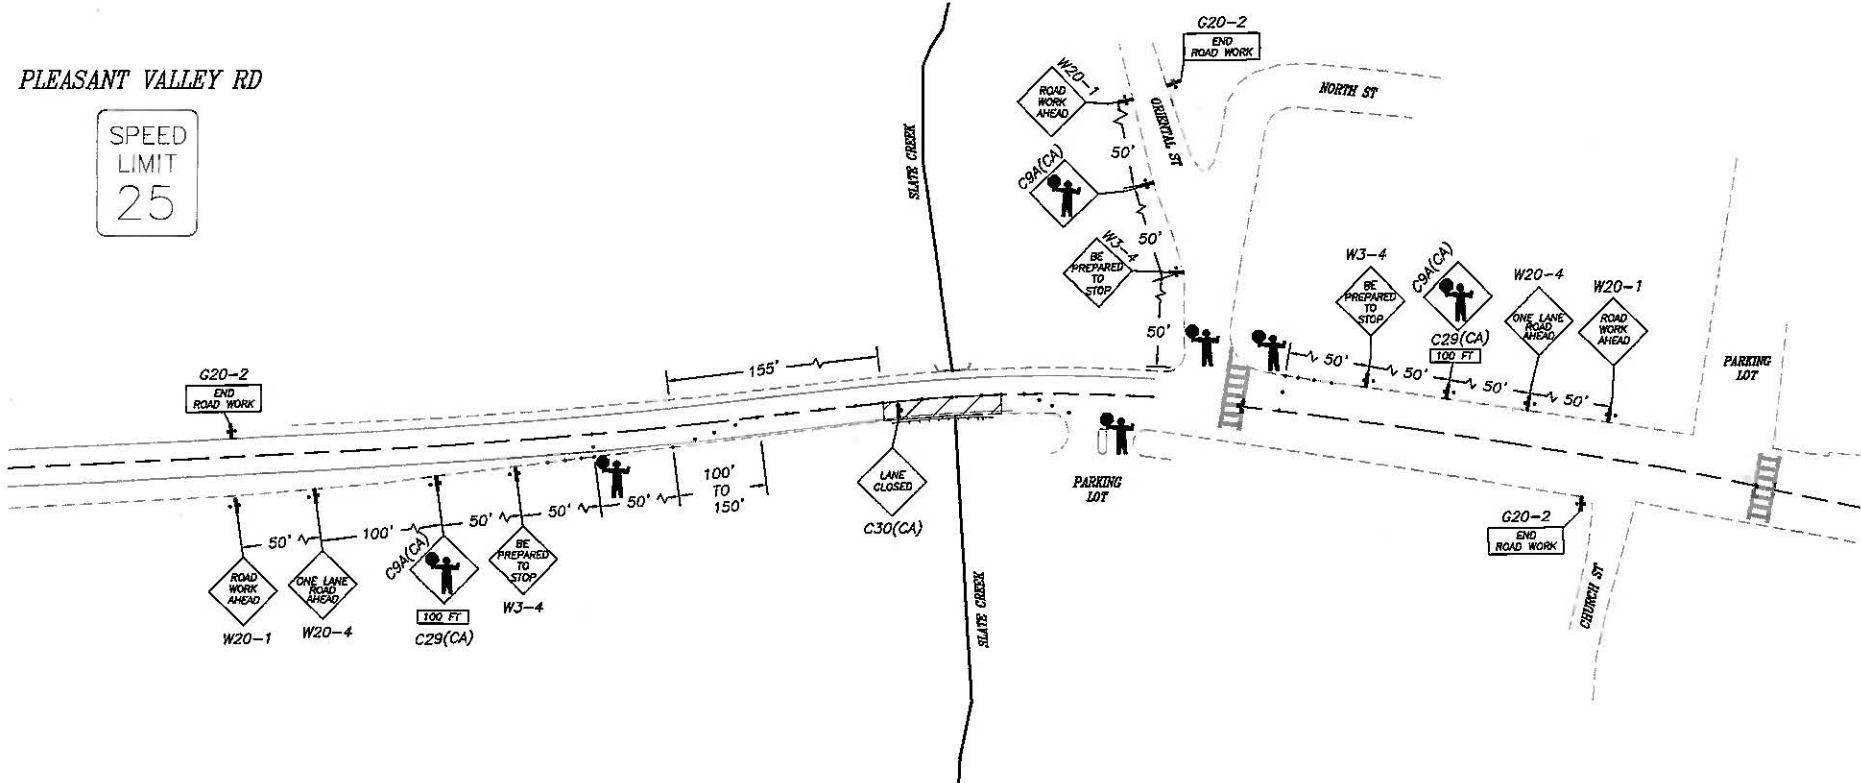 PLEASANT VALLEY RD
SPEED
LIMIT
25
G20-2
END
ROAD WORK
W20-1
ROAD
WORK
AHEAD
50'
C9A(CA)
50'
W3-4
BE
PREPARED
TO
STOP
50'
ORIENTAL ST
NORTH ST
SLATE CREEK
G20-2
END
ROAD WORK
155'
W3-4
BE
PREPARED
TO
STOP
C9A(CA)
C29(CA)
100 FT
W20-4
ONE LANE
ROAD
AHEAD
W20-1
ROAD
WORK
AHEAD
50'
50'
50'
50'
PARKING
LOT
50'
100'
50'
50'
50'
100'
TO
150'
ROAD
WORK
AHEAD
W20-1
ONE LANE
ROAD
AHEAD
W20-4
C9A(CA)
100 FT
C29(CA)
BE
PREPARED
TO
STOP
W3-4
LANE
CLOSED
C30(CA)
PARKING
LOT
SLATE CREEK
G20-2
END
ROAD WORK
CHURCH ST